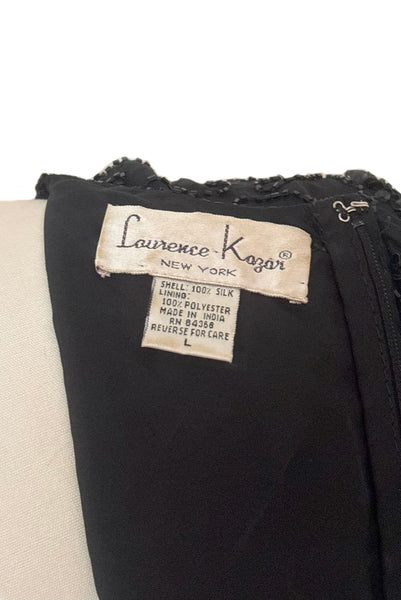 Laurence Kazar®
NEW YORK
SHELL: 100% SILK
LINING:
100% POLYESTER
MADE IN INDIA
RN 84368
REVERSE FOR CARE
L